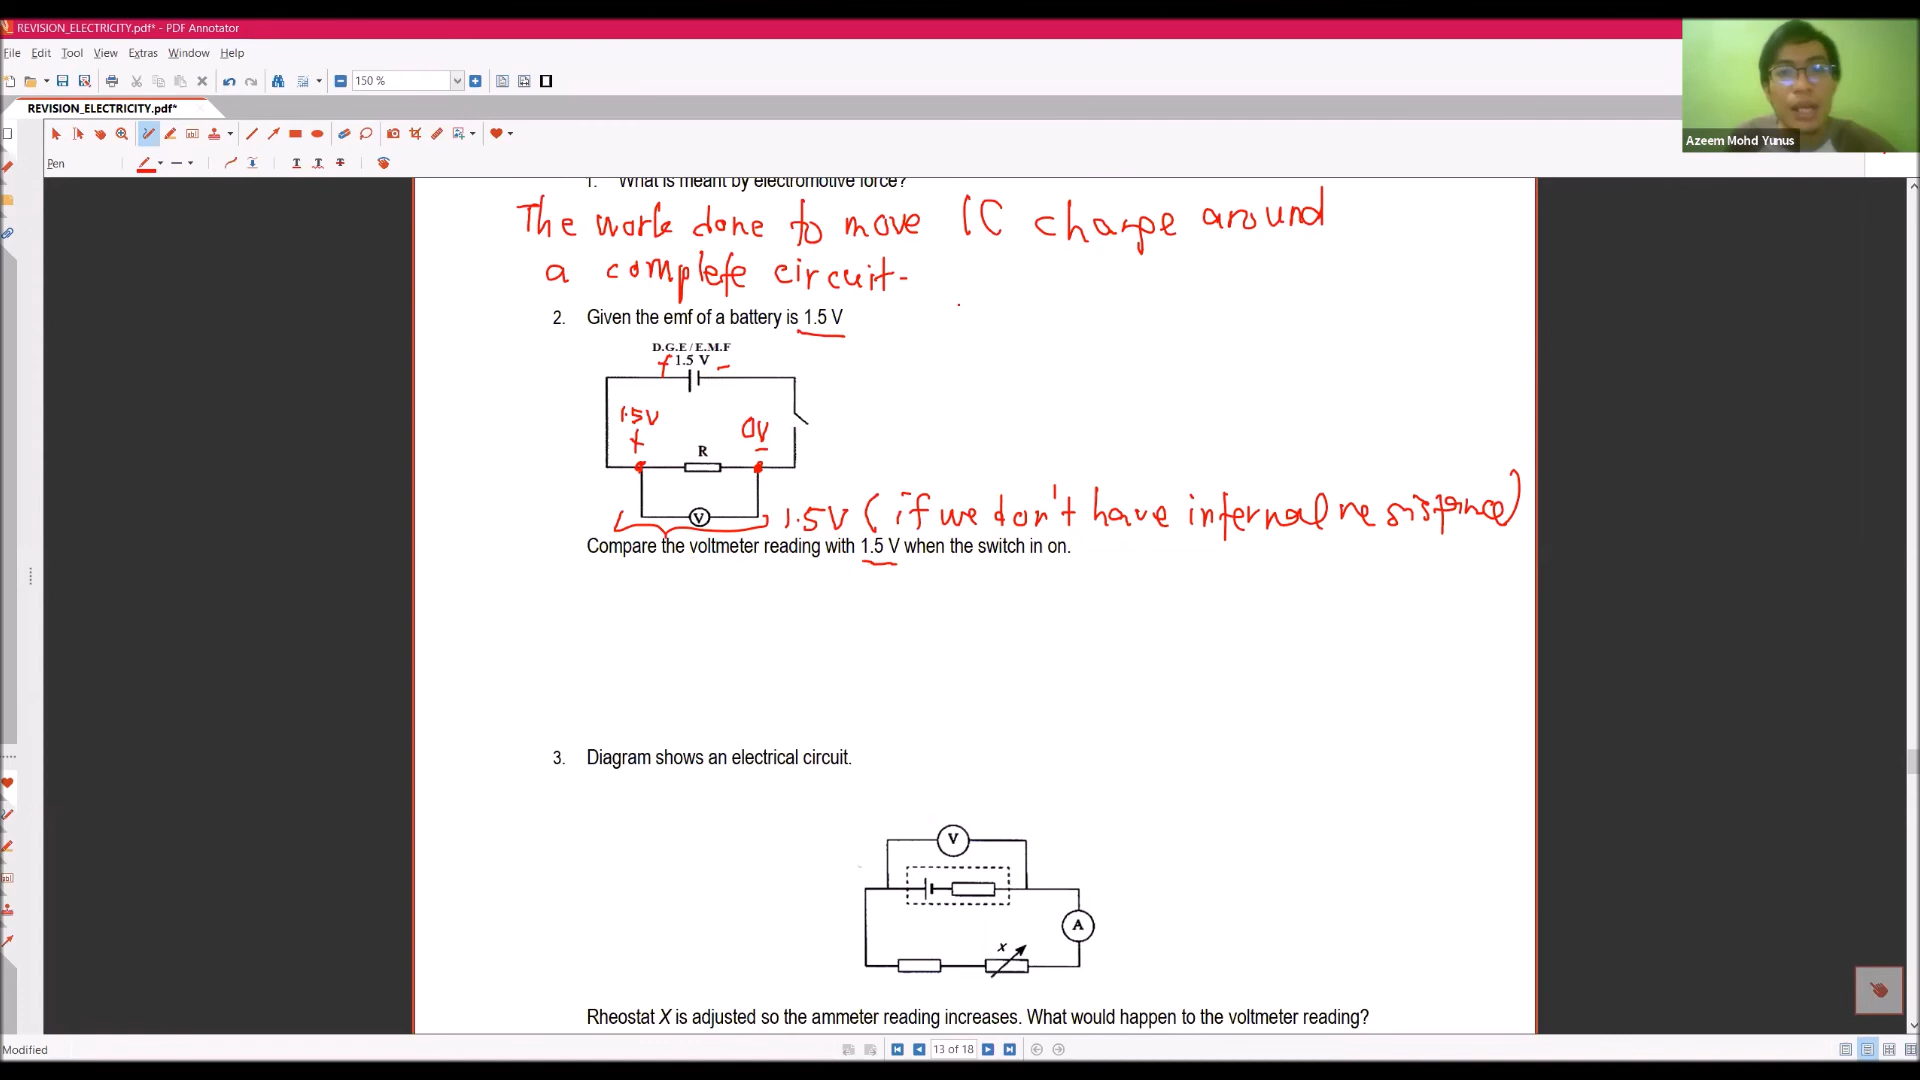 REVISION_ELECTRICITY.pdf* - PDF Annotator
File Edit Tool View Extras Window Help
150 %
REVISION_ELECTRICITY.pdf*
Azeem Mohd Yunus
Pen
1. What is meant by electromotive force?
The work done to move 1C charge around
a complete circuit.
2. Given the emf of a battery is 1.5 V
D.G.E / E.M.F
+ 1.5 V -
1.5V
+
0V
-
R
V
1.5V (if we don't have internal resistance)
Compare the voltmeter reading with 1.5 V when the switch in on.
3. Diagram shows an electrical circuit.
V
A
X
Rheostat X is adjusted so the ammeter reading increases. What would happen to the voltmeter reading?
Modified
13 of 18